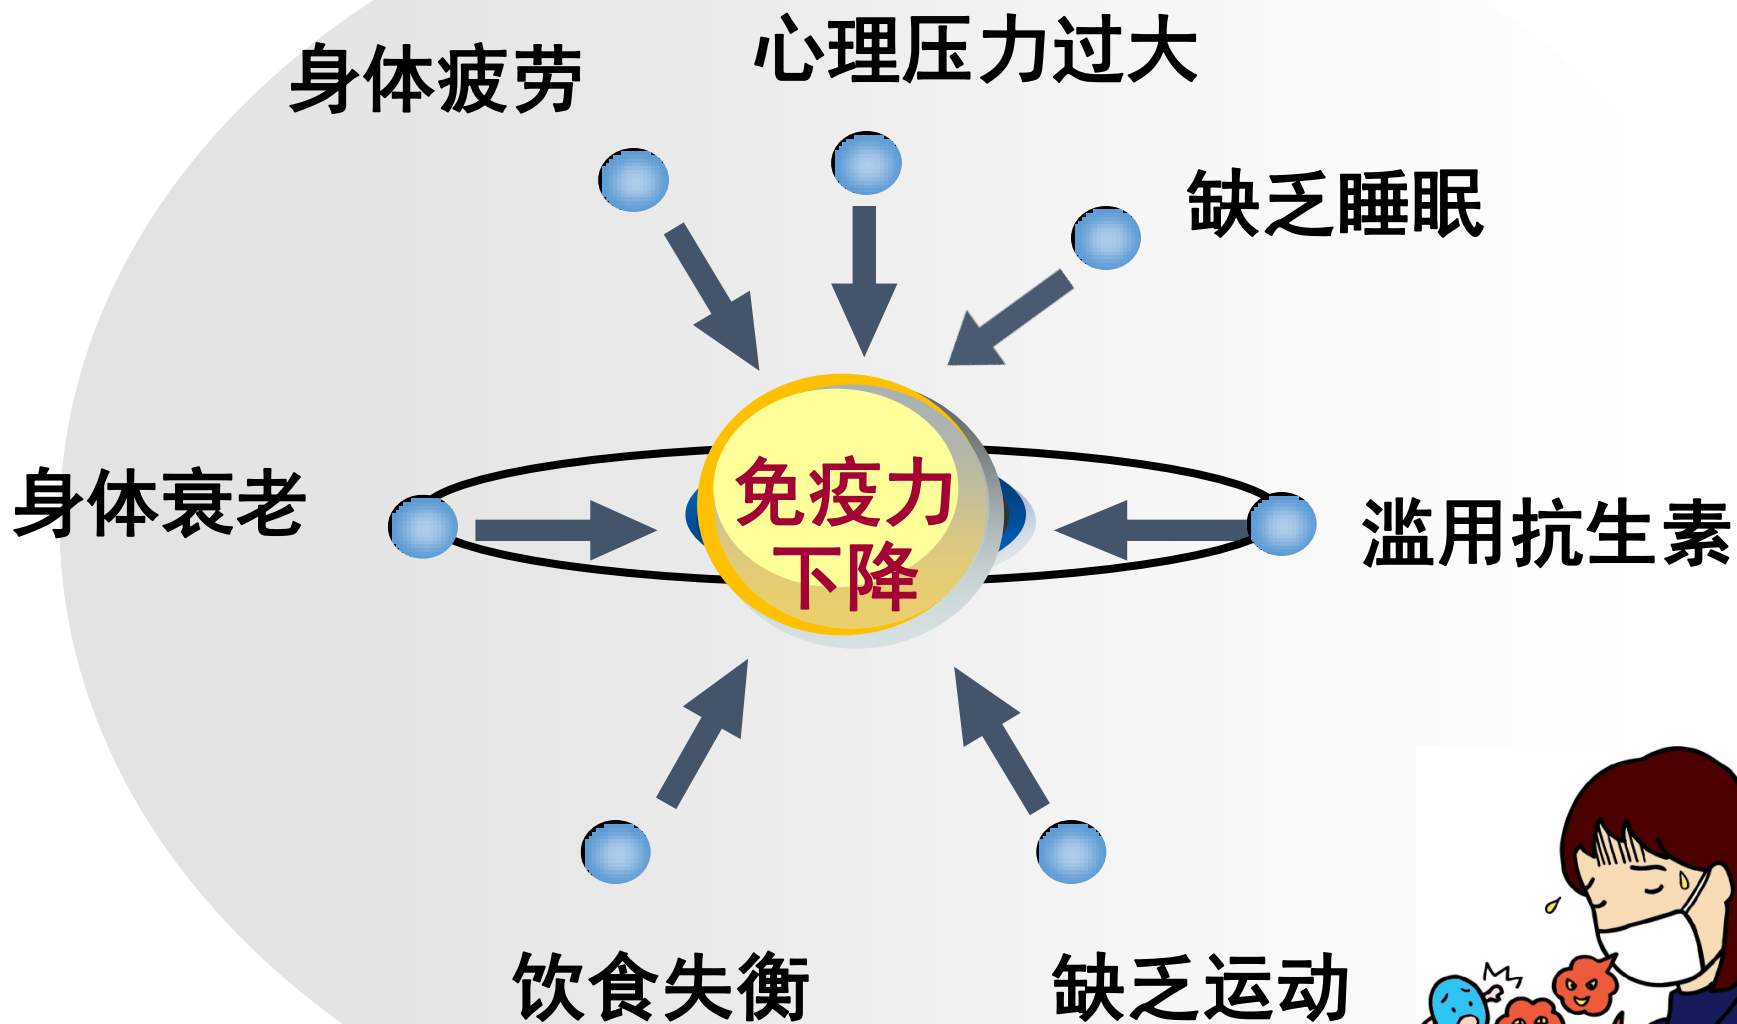 心理压力过大
身体疲劳
缺乏睡眠
免疫力
下降
身体衰老
滥用抗生素
饮食失衡
缺乏运动